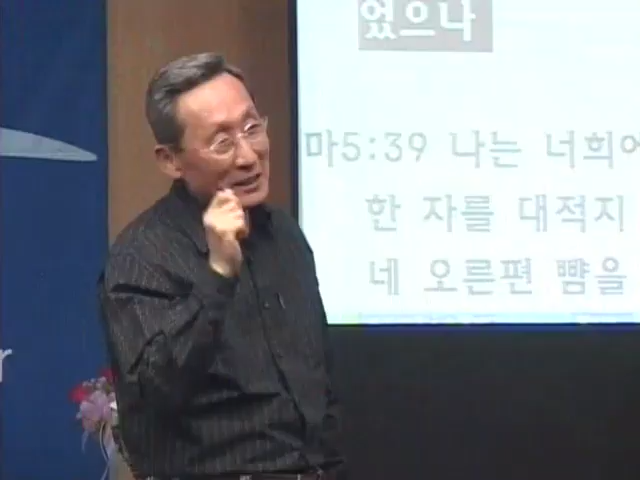 었으나
마5:39 나는 너희에
한 자를 대적지
네 오른편 뺨을
r